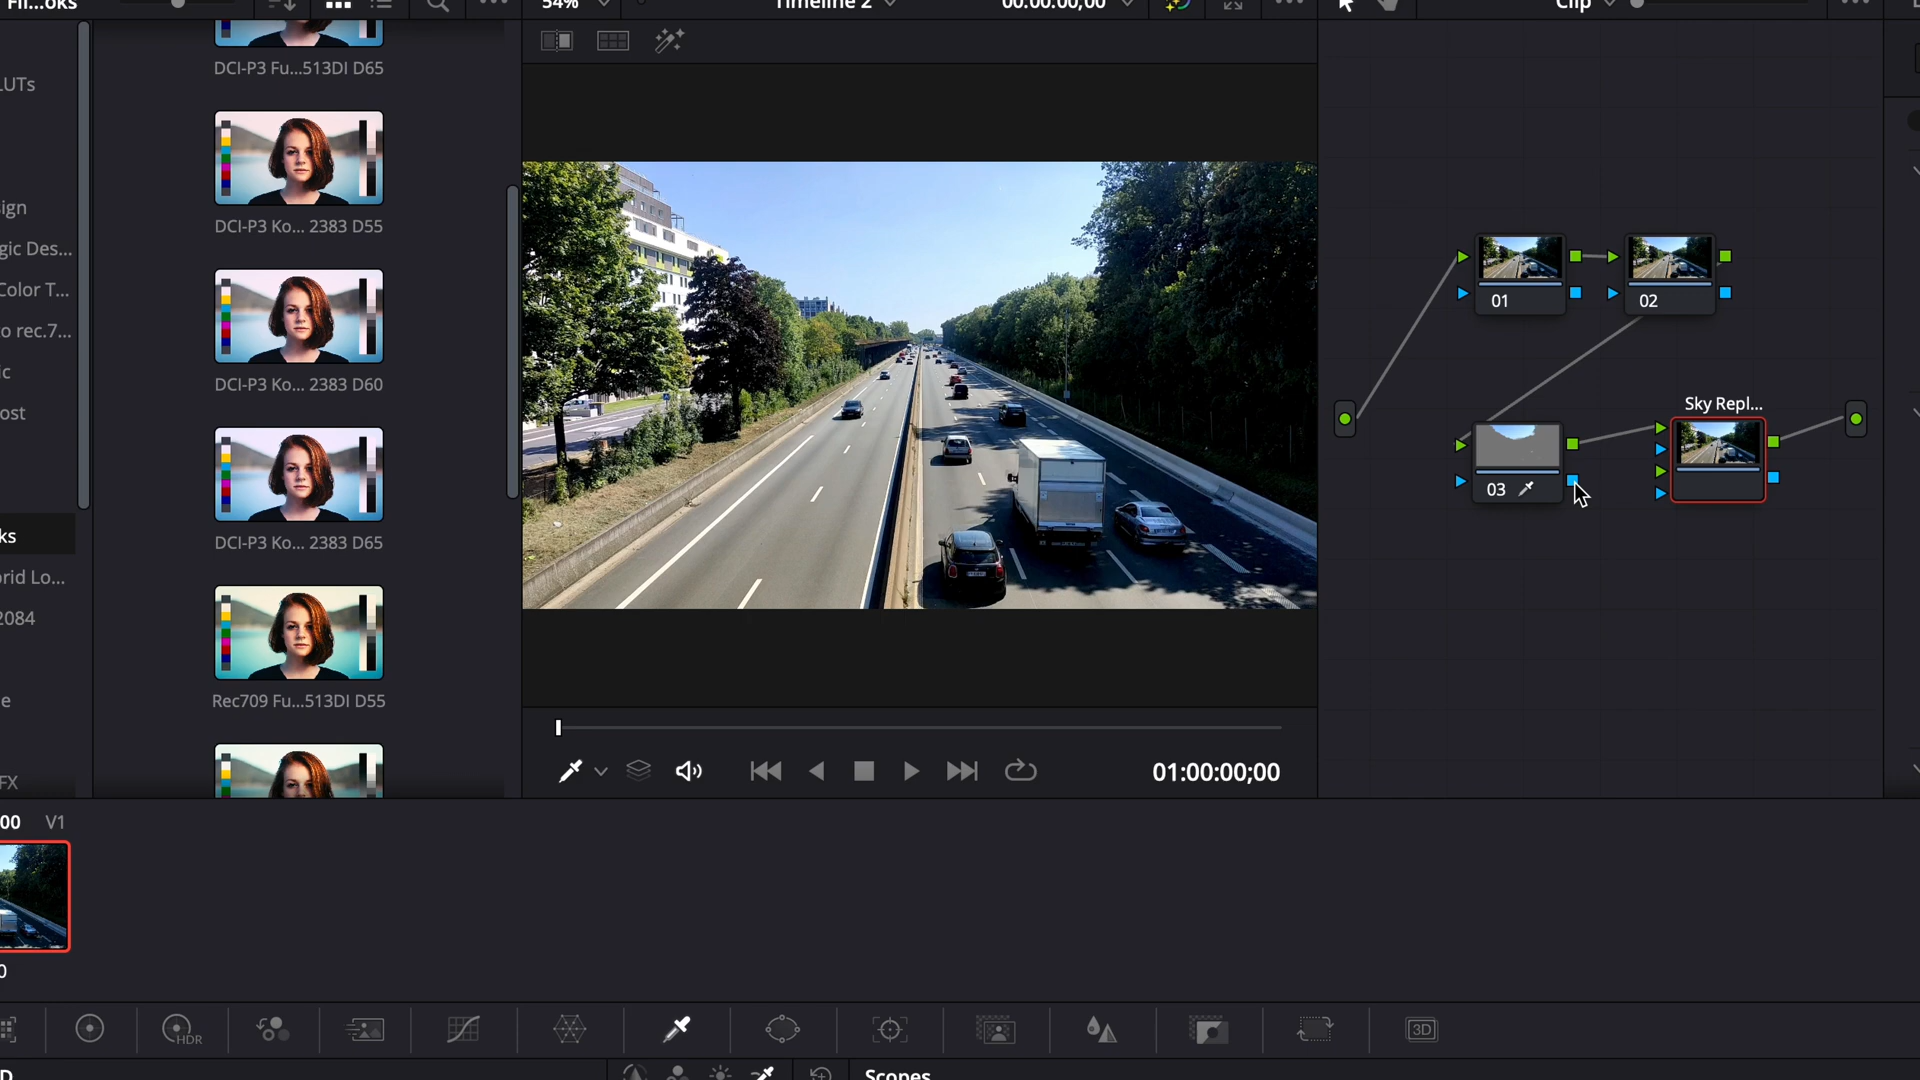 Fil...oks
54%
Timeline 2
00:00:00;00
Clip
LUTs
ign
gic Des...
Color T...
to rec.7...
ic
ost
ks
orid Lo...
2084
e
FX
DCI-P3 Fu...513DI D65
DCI-P3 Ko... 2383 D55
DCI-P3 Ko... 2383 D60
DCI-P3 Ko... 2383 D65
Rec709 Fu...513DI D55
01
02
03
Sky Repl...
01:00:00;00
00 V1
0
HDR
3D
D
Scopes